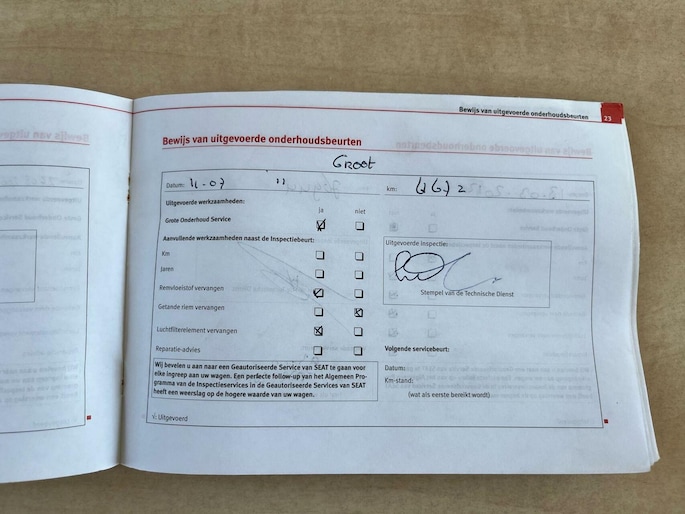 Bewijs van uitgevoerde onderhoudsbeurten
23
Bewijs van uitgevoerde onderhoudsbeurten
Groot
Datum: 11-07 "
km:
Uitgevoerde werkzaamheden:
ja niet
Grote Onderhoud Service
Aanvullende werkzaamheden naast de Inspectiebeurt:
Km
Jaren
Remvloeistof vervangen
Getande riem vervangen
Luchtfilterelement vervangen
Reparatie-advies
Wij bevelen u aan naar een Geautoriseerde Service van SEAT te gaan voor
elke ingreep aan uw wagen. Een perfecte follow-up van het Algemeen Pro-
gramma van de Inspectieservices in de Geautoriseerde Services van SEAT
heeft een weerslag op de hogere waarde van uw wagen.
√: Uitgevoerd
Uitgevoerde inspectie:
Stempel van de Technische Dienst
Volgende servicebeurt:
Datum:
Km-stand:
(wat als eerste bereikt wordt)